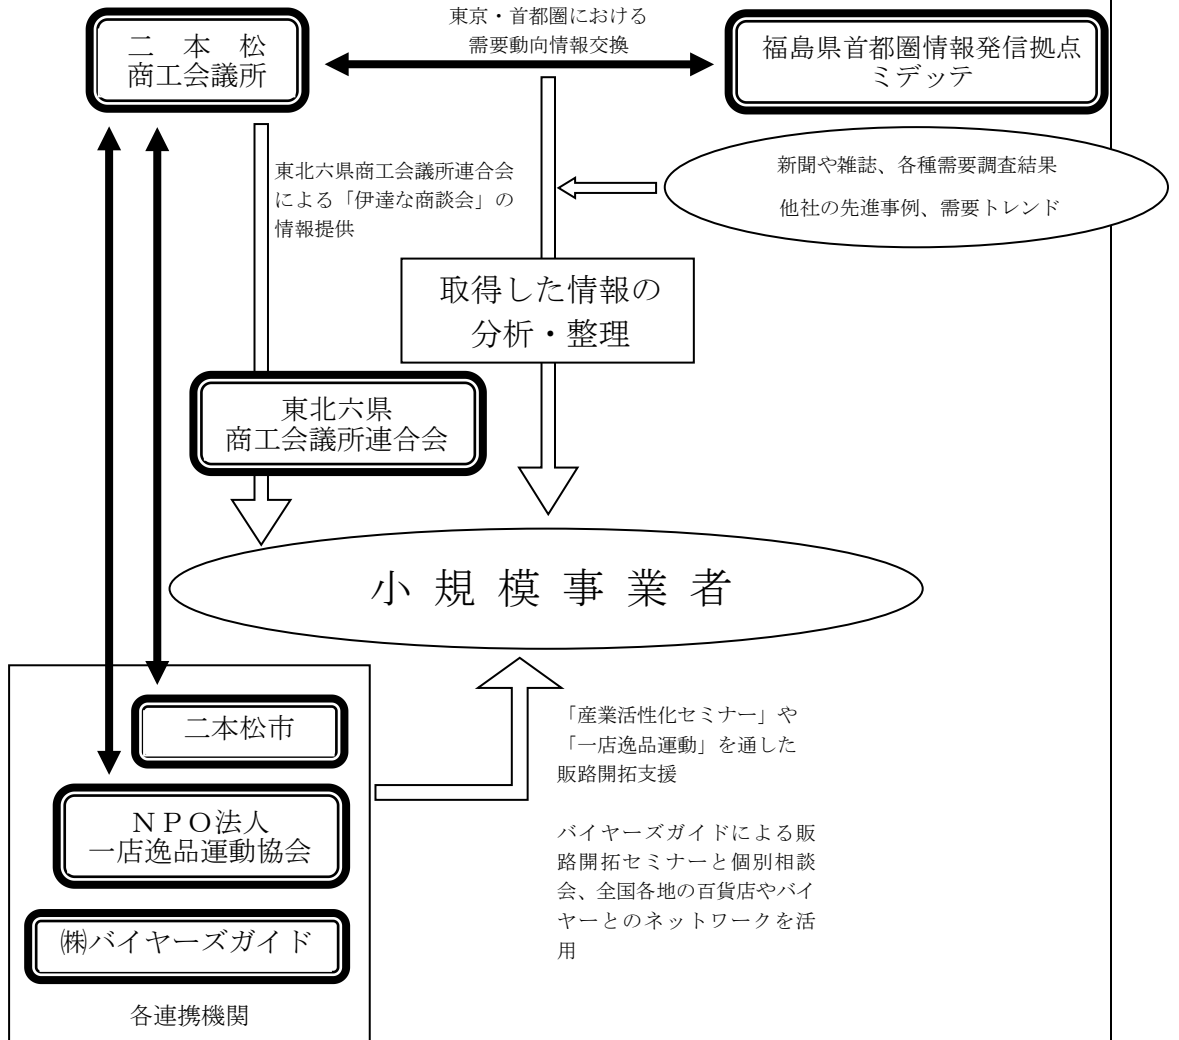 東京・首都圏における
需要動向情報交換
二　本　松
商工会議所
福島県首都圏情報発信拠点
ミデッテ
東北六県商工会議所連合会
による「伊達な商談会」の
情報提供
新聞や雑誌、各種需要調査結果
他社の先進事例、需要トレンド
取得した情報の
分析・整理
東北六県
商工会議所連合会
小 規 模 事 業 者
二本松市
ＮＰＯ法人
一店逸品運動協会
㈱バイヤーズガイド
各連携機関
「産業活性化セミナー」や
「一店逸品運動」を通した
販路開拓支援
バイヤーズガイドによる販
路開拓セミナーと個別相談
会、全国各地の百貨店やバイ
ヤーとのネットワークを活
用